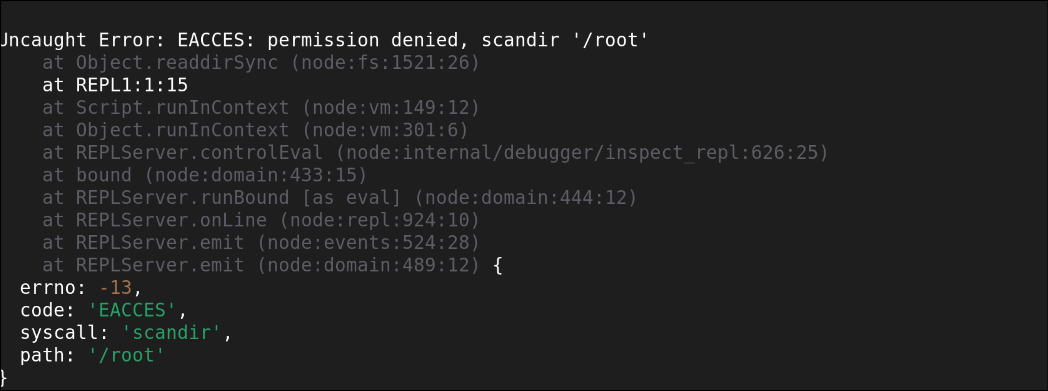 Uncaught Error: EACCES: permission denied, scandir '/root'
    at Object.readdirSync (node:fs:1521:26)
    at REPL1:1:15
    at Script.runInContext (node:vm:149:12)
    at Object.runInContext (node:vm:301:6)
    at REPLServer.controlEval (node:internal/debugger/inspect_repl:626:25)
    at bound (node:domain:433:15)
    at REPLServer.runBound [as eval] (node:domain:444:12)
    at REPLServer.onLine (node:repl:924:10)
    at REPLServer.emit (node:events:524:28)
    at REPLServer.emit (node:domain:489:12) {
  errno: -13,
  code: 'EACCES',
  syscall: 'scandir',
  path: '/root'
}